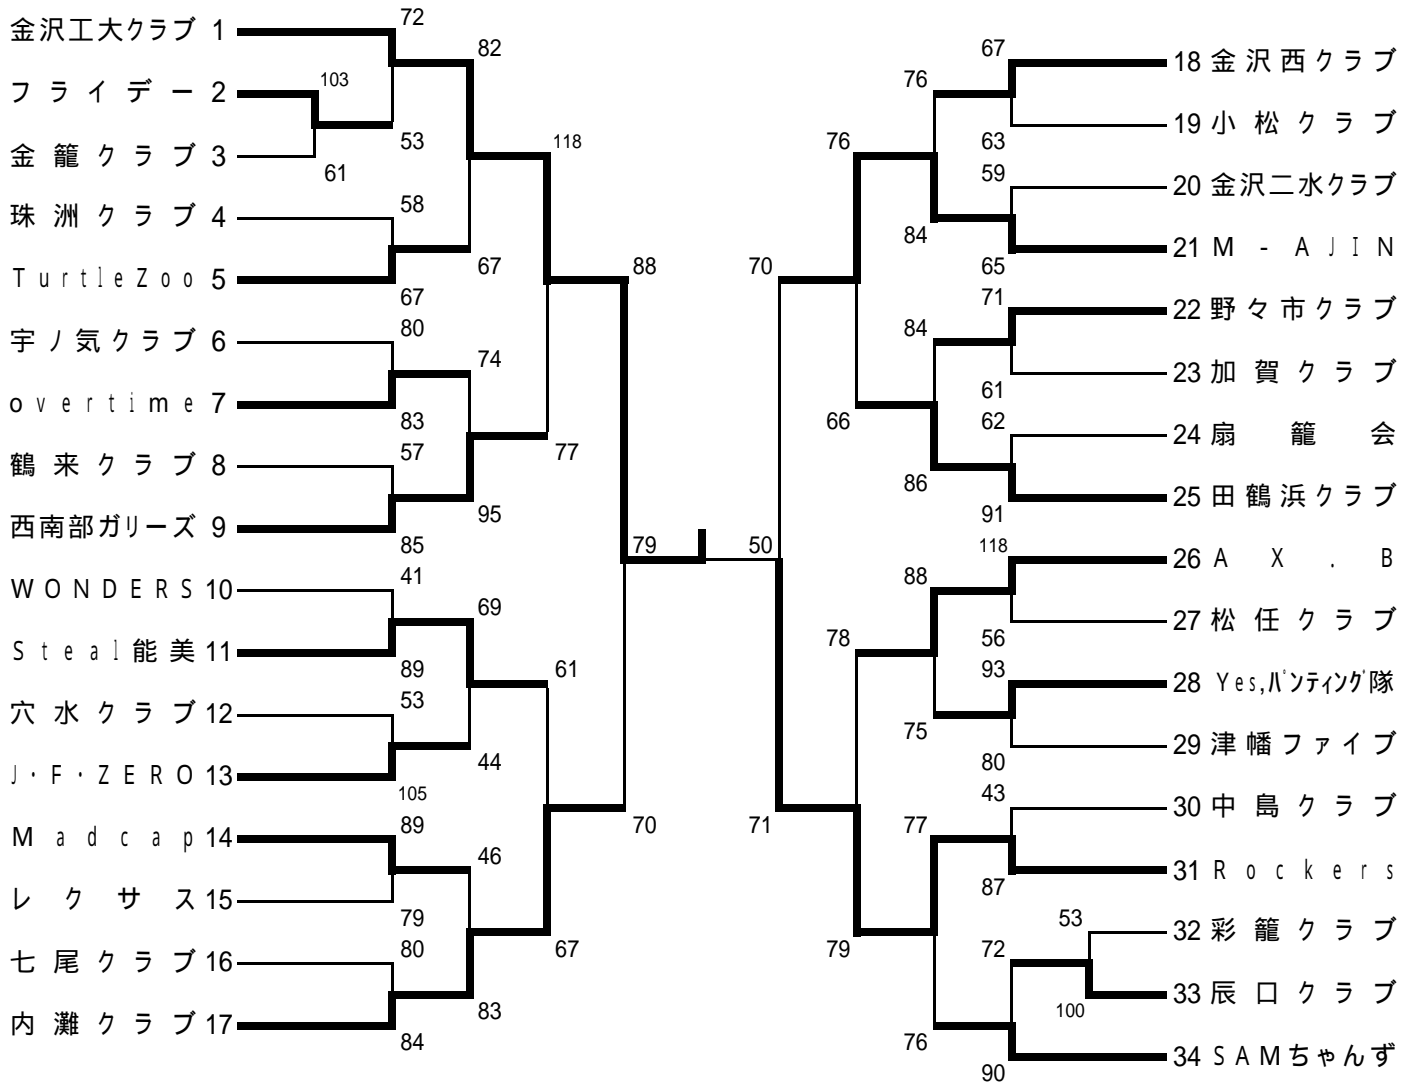 金沢工大クラブ 1
フライデー 2
金籠クラブ 3
珠洲クラブ 4
TurtleZoo 5
宇ノ気クラブ 6
overtime 7
鶴来クラブ 8
西南部ガリーズ 9
WONDERS 10
Steal能美 11
穴水クラブ 12
J・F・ZERO 13
Madcap 14
レクサス 15
七尾クラブ 16
内灘クラブ 17
103
61
72
53
58
67
80
83
57
85
41
89
53
105
89
79
80
84
82
67
74
95
69
44
46
83
118
77
61
67
88
70
79
50
70
71
76
66
78
79
76
84
84
86
88
75
77
76
67
63
59
65
71
61
62
91
118
56
93
80
43
87
72
90
53
100
18 金沢西クラブ
19 小松クラブ
20 金沢二水クラブ
21 M-AJIN
22 野々市クラブ
23 加賀クラブ
24 扇籠会
25 田鶴浜クラブ
26 AX.B
27 松任クラブ
28 Yes,ハ゜ンティング隊
29 津幡ファイブ
30 中島クラブ
31 Rockers
32 彩籠クラブ
33 辰口クラブ
34 SAMちゃんず